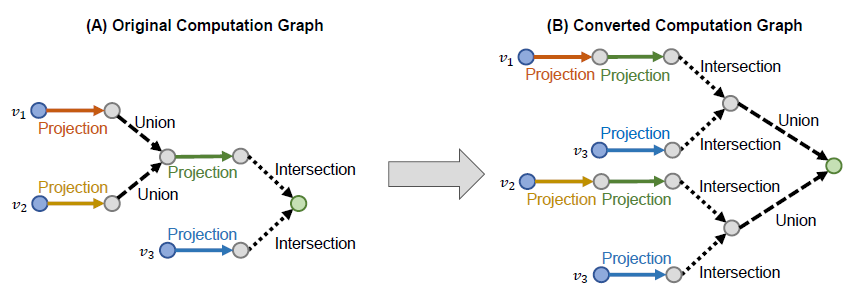 (A) Original Computation Graph
(B) Converted Computation Graph
v1
Projection
Union
Projection
v2
Projection
Union
v3
Projection
Intersection
Intersection
v1
Projection
Projection
Intersection
v3
Projection
Intersection
Union
v2
Projection
Projection
Intersection
Union
v3
Projection
Intersection